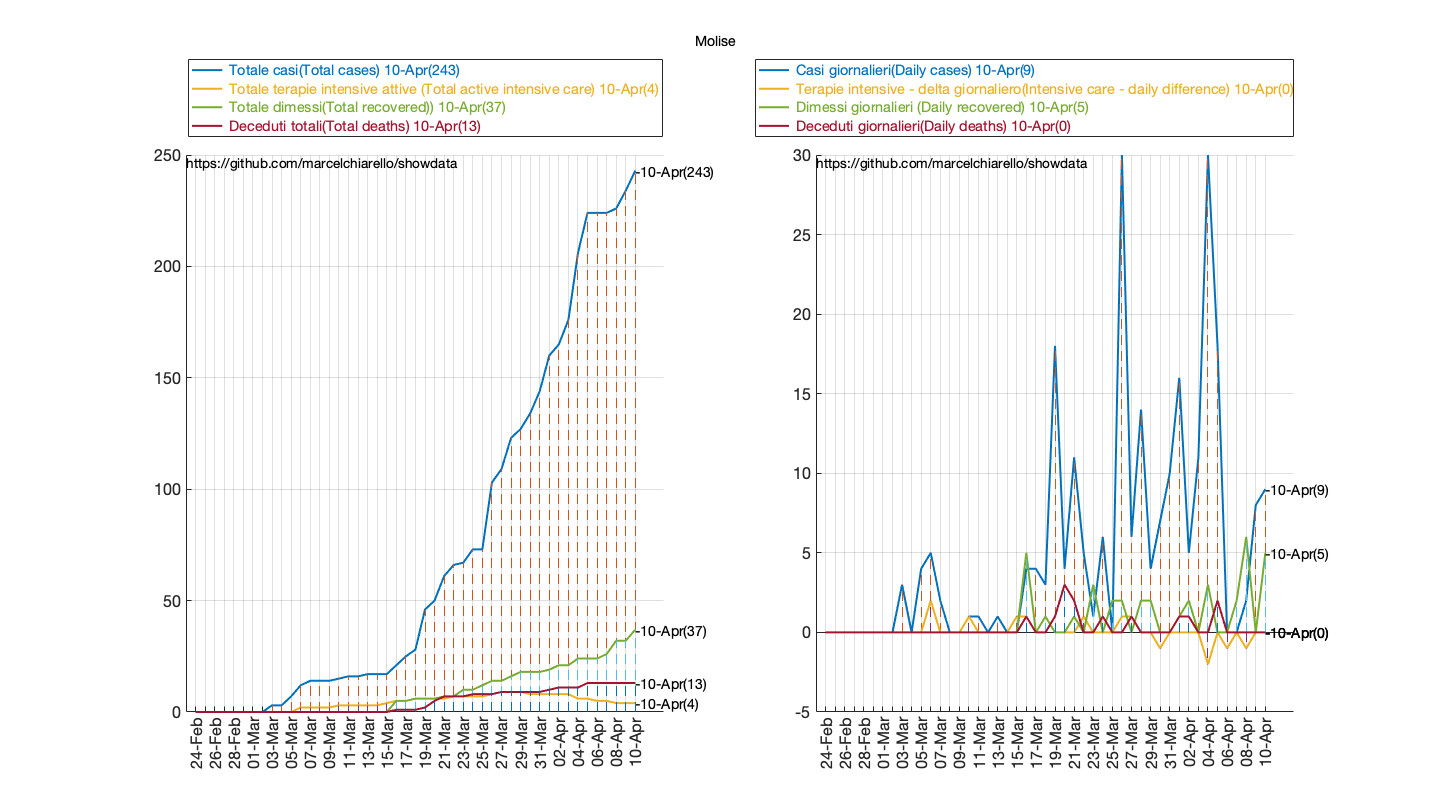 Molise
Totale casi(Total cases) 10-Apr(243)
Totale terapie intensive attive (Total active intensive care) 10-Apr(4)
Totale dimessi(Total recovered)) 10-Apr(37)
Deceduti totali(Total deaths) 10-Apr(13)
250
200
150
100
50
0
https://github.com/marcelchiarello/showdata
10-Apr(243)
10-Apr(37)
10-Apr(13)
10-Apr(4)
24-Feb
26-Feb
28-Feb
01-Mar
03-Mar
05-Mar
07-Mar
09-Mar
11-Mar
13-Mar
15-Mar
17-Mar
19-Mar
21-Mar
23-Mar
25-Mar
27-Mar
29-Mar
31-Mar
02-Apr
04-Apr
06-Apr
08-Apr
10-Apr
Casi giornalieri(Daily cases) 10-Apr(9)
Terapie intensive - delta giornaliero(Intensive care - daily difference) 10-Apr(0)
Dimessi giornalieri (Daily recovered) 10-Apr(5)
Deceduti giornalieri(Daily deaths) 10-Apr(0)
30
25
20
15
10
5
0
-5
https://github.com/marcelchiarello/showdata
10-Apr(9)
10-Apr(5)
10-Apr(0)
24-Feb
26-Feb
28-Feb
01-Mar
03-Mar
05-Mar
07-Mar
09-Mar
11-Mar
13-Mar
15-Mar
17-Mar
19-Mar
21-Mar
23-Mar
25-Mar
27-Mar
29-Mar
31-Mar
02-Apr
04-Apr
06-Apr
08-Apr
10-Apr